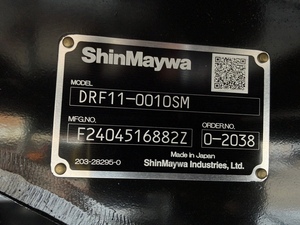 ShinMaywa
MODEL
DRF11-0010SM
MFG.NO.
F2404516882Z
ORDER.NO.
0-2038
Made in Japan
203-28295-0
ShinMaywa Industries, Ltd.